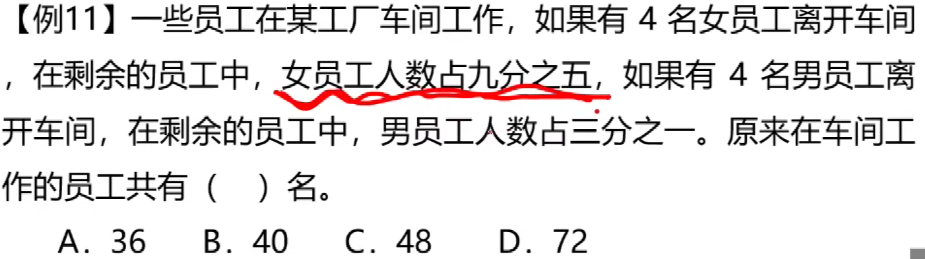 【例11】一些员工在某工厂车间工作，如果有 4 名女员工离开车间
，在剩余的员工中，女员工人数占九分之五，如果有 4 名男员工离
开车间，在剩余的员工中，男员工人数占三分之一。原来在车间工
作的员工共有（ ）名。
A．36 B．40 C．48 D．72